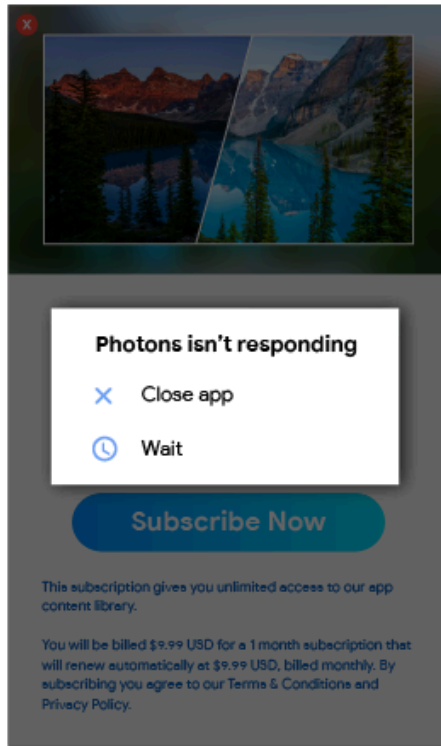 X
Photons isn't responding
Close app
Wait
Subscribe Now
This subscription gives you unlimited access to our app
content library.
You will be billed $9.99 USD for a 1 month subscription that
will renew automatically at $9.99 USD, billed monthly. By
subscribing you agree to our Terms & Conditions and
Privacy Policy.